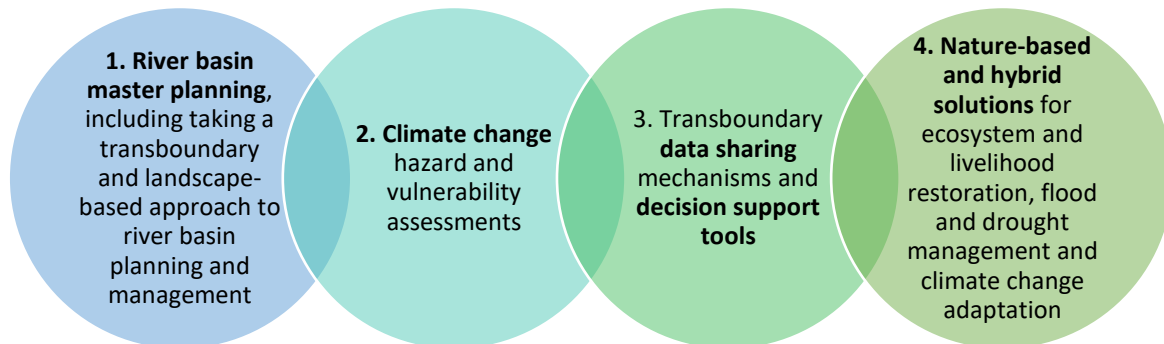 1. River basin
master planning,
including taking a
transboundary
and landscape-
based approach to
river basin
planning and
management
2. Climate change
hazard and
vulnerability
assessments
3. Transboundary
data sharing
mechanisms and
decision support
tools
4. Nature-based
and hybrid
solutions for
ecosystem and
livelihood
restoration, flood
and drought
management and
climate change
adaptation